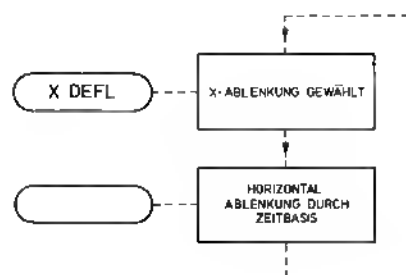 X DEFL
X-ABLENKUNG GEWÄHLT
HORIZONTAL
ABLENKUNG DURCH
ZEITBASIS